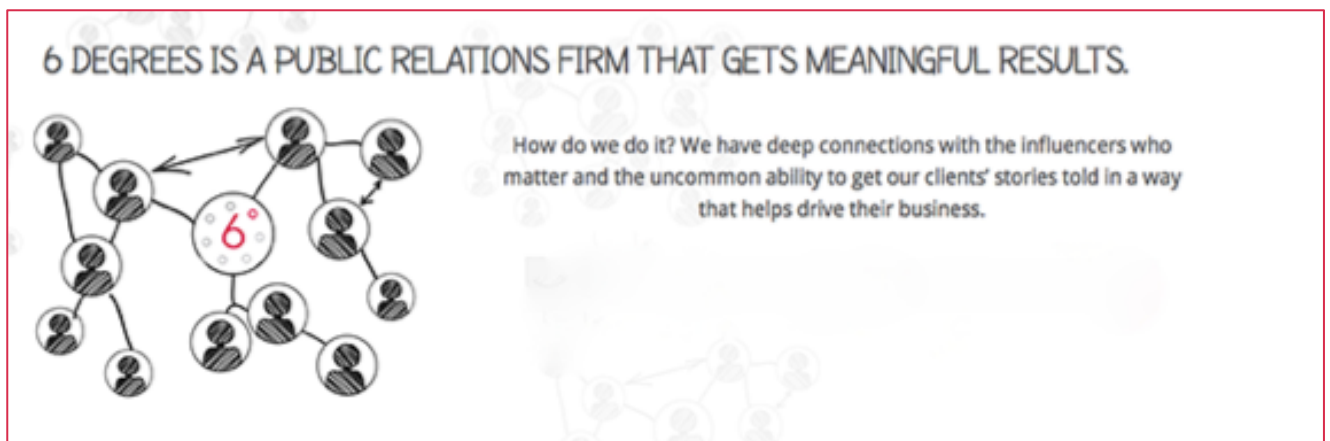 6 DEGREES IS A PUBLIC RELATIONS FIRM THAT GETS MEANINGFUL RESULTS.
How do we do it? We have deep connections with the influencers who
matter and the uncommon ability to get our clients' stories told in a way
that helps drive their business.
6